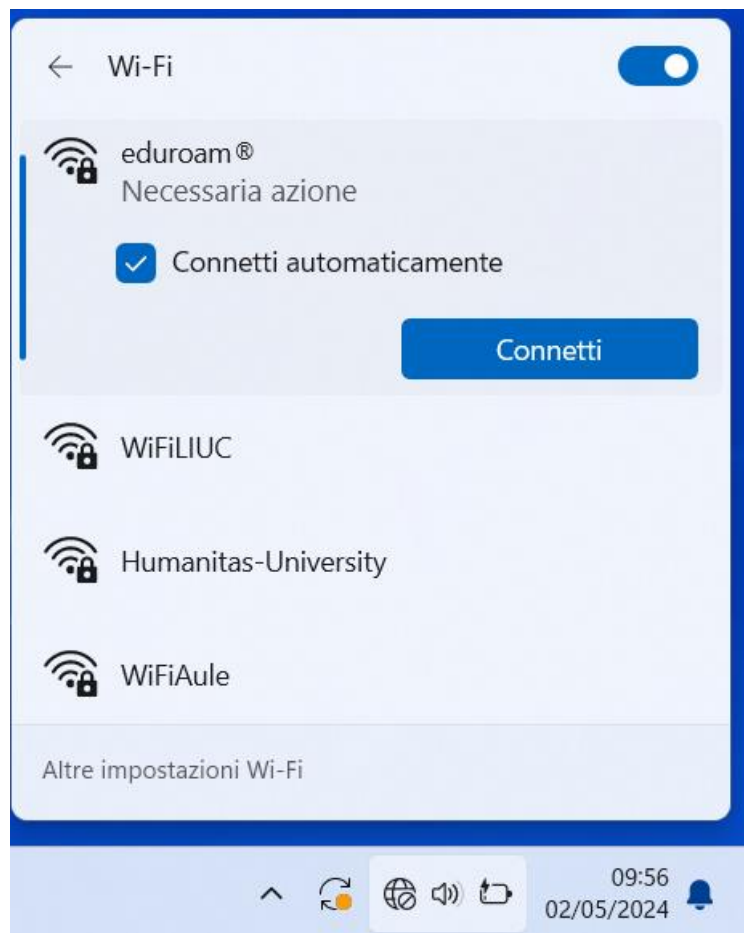 Wi-Fi
eduroam®
Necessaria azione
Connetti automaticamente
Connetti
WiFiLIUC
Humanitas-University
WiFiAule
Altre impostazioni Wi-Fi
09:56
02/05/2024